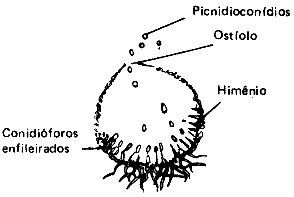 Picnidioconídios
Ostíolo
Himênio
Conidióforos
enfileirados